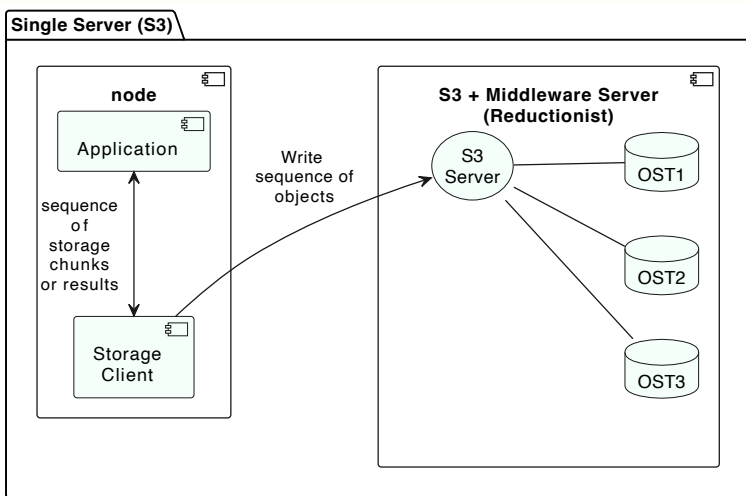 Single Server (S3)
node
Application
sequence
of
storage
chunks
or results
Storage
Client
Write
sequence of
objects
S3 + Middleware Server
(Reductionist)
S3
Server
OST1
OST2
OST3